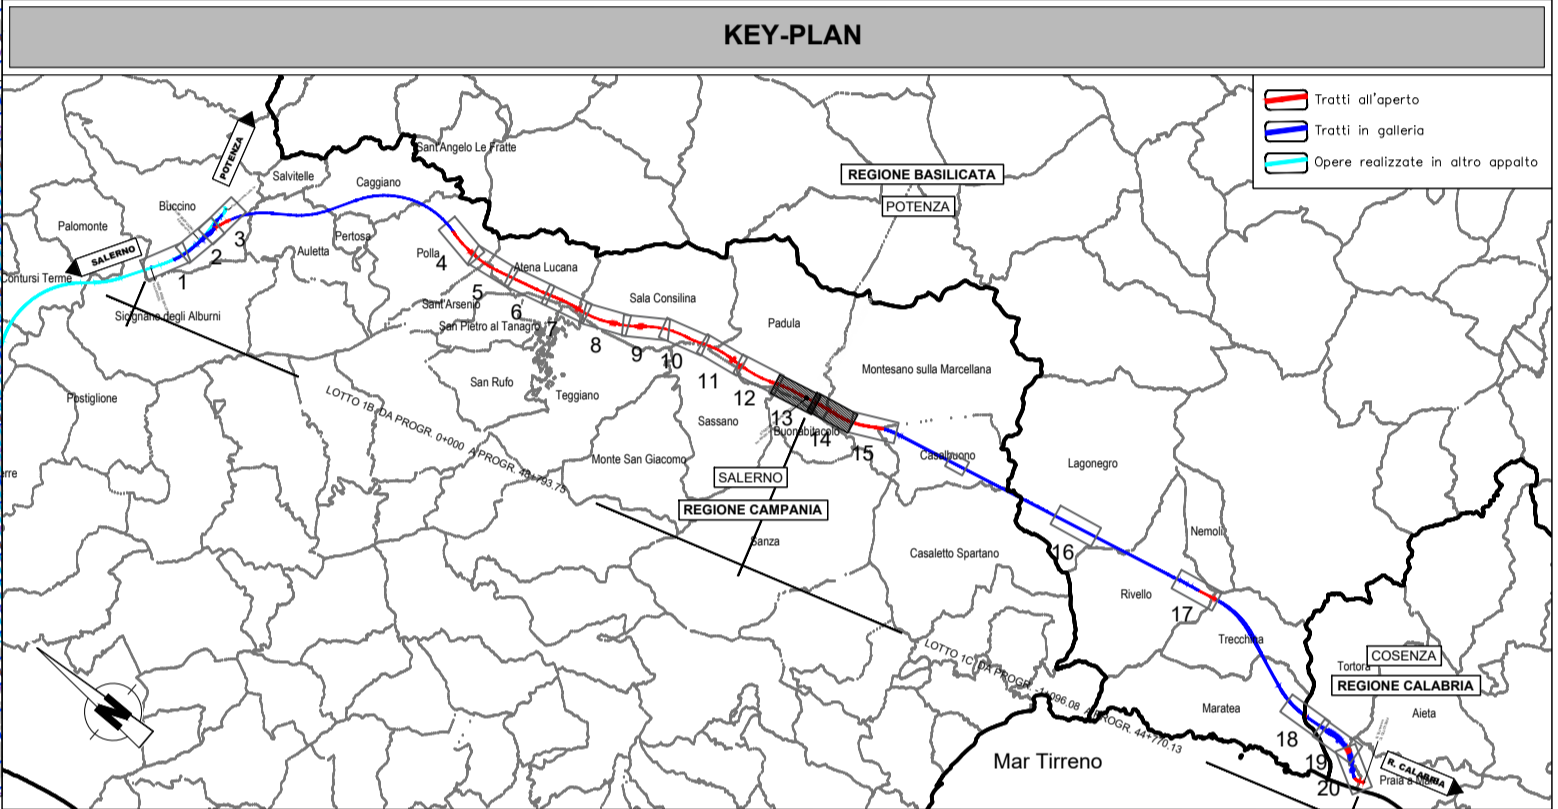 KEY-PLAN
Tratti all'aperto
Tratti in galleria
Opere realizzate in altro appalto
POTENZA
Sant'Angelo Le Fratte
Salvitelle
Caggiano
REGIONE BASILICATA
POTENZA
Buccino
Palomonte
Pertosa
3
SALERNO
2
Auletta
Polla
4
Atena Lucana
Contursi Terme
1
5
Sant'Arsenio
6
Sala Consilina
Sicignano degli Alburni
San Pietro al Tanagro
7
Padula
8
9
10
11
Montesano sulla Marcellana
12
San Rufo
Teggiano
Postiglione
LOTTO 1B (DA PROGR. 0+000 A PROGR. 48+793.75
Sassano
13
Buonabitacolo
14
15
Casalbuono
Monte San Giacomo
Lagonegro
erre
SALERNO
REGIONE CAMPANIA
Sanza
Casaletto Spartano
16
Nemoli
Rivello
17
Trecchina
LOTTO 1C (DA PROGR. -1+096.08 A PROGR. 44+770.13
COSENZA
Tortora
REGIONE CALABRIA
Maratea
Aieta
N
18
19
20
Mar Tirreno
R. CALABRIA
Praia a Mare